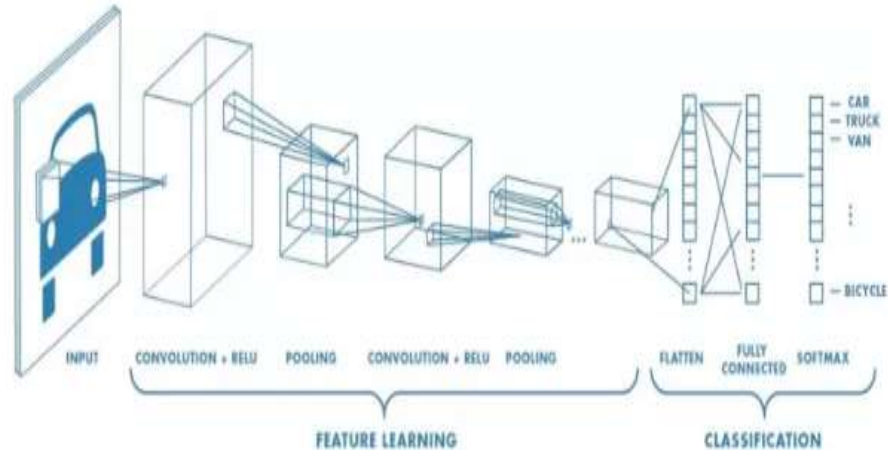 CAR
TRUCK
VAN
BICYCLE
INPUT CONVOLUTION + RELU POOLING CONVOLUTION + RELU POOLING FLATTEN FULLY CONNECTED SOFTMAX
FEATURE LEARNING CLASSIFICATION